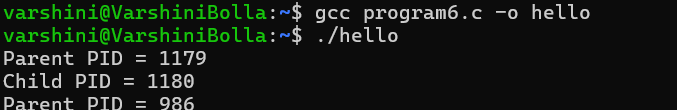 varshini@VarshiniBolla:~$ gcc program6.c -o hello
varshini@VarshiniBolla:~$ ./hello
Parent PID = 1179
Child PID = 1180
Parent PID = 986